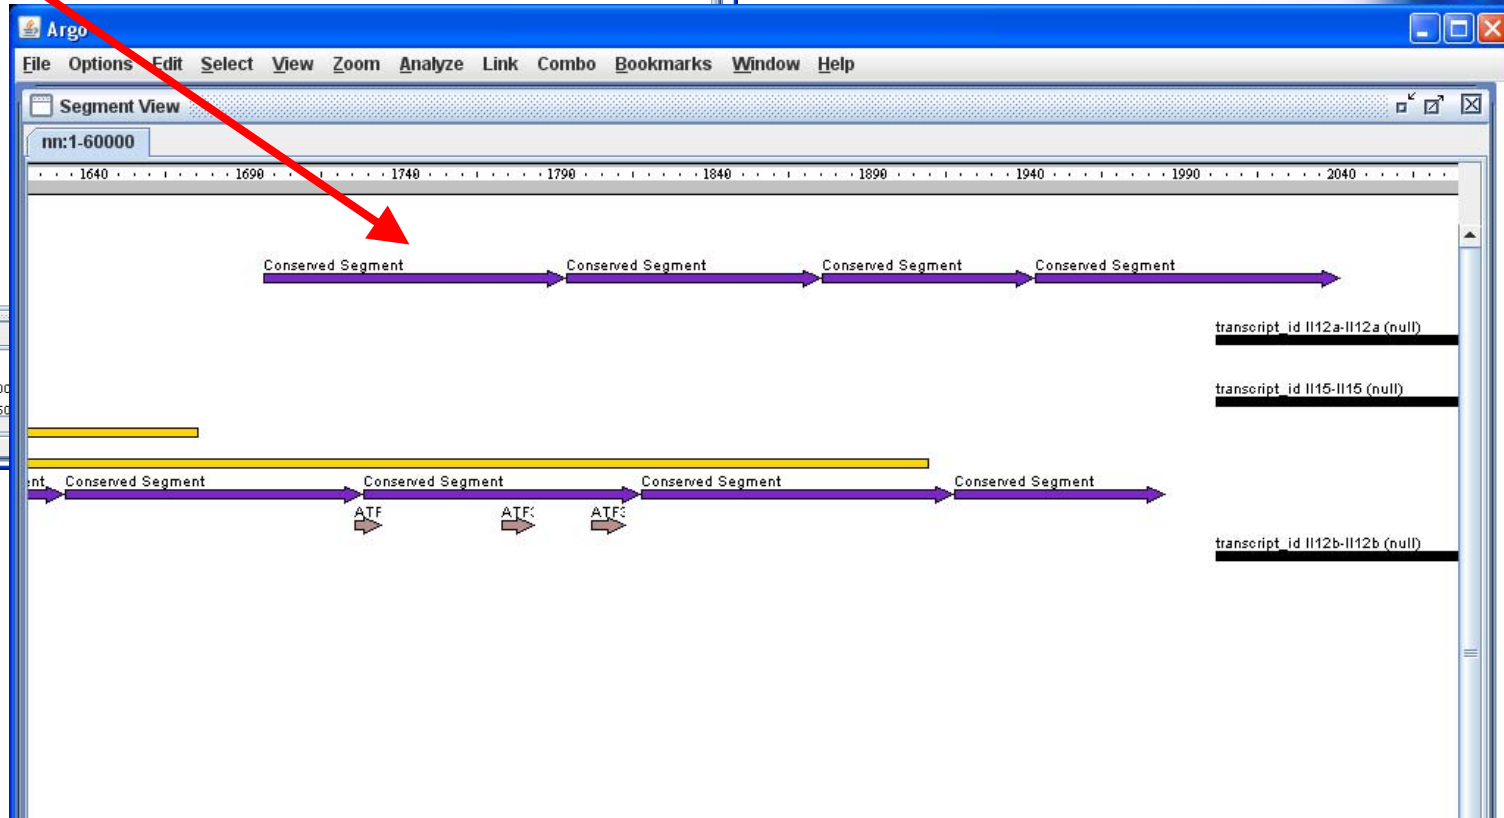 Argo
File Options Edit Select View Zoom Analyze Link Combo Bookmarks Window Help
Segment View
nn:1-60000
1640 1690 1740 1790 1840 1890 1940 1990 2040
Conserved Segment Conserved Segment Conserved Segment Conserved Segment
transcript_id Il12a-Il12a (null)
transcript_id Il15-Il15 (null)
Conserved Segment Conserved Segment Conserved Segment Conserved Segment
ATF ATF ATF3
transcript_id Il12b-Il12b (null)